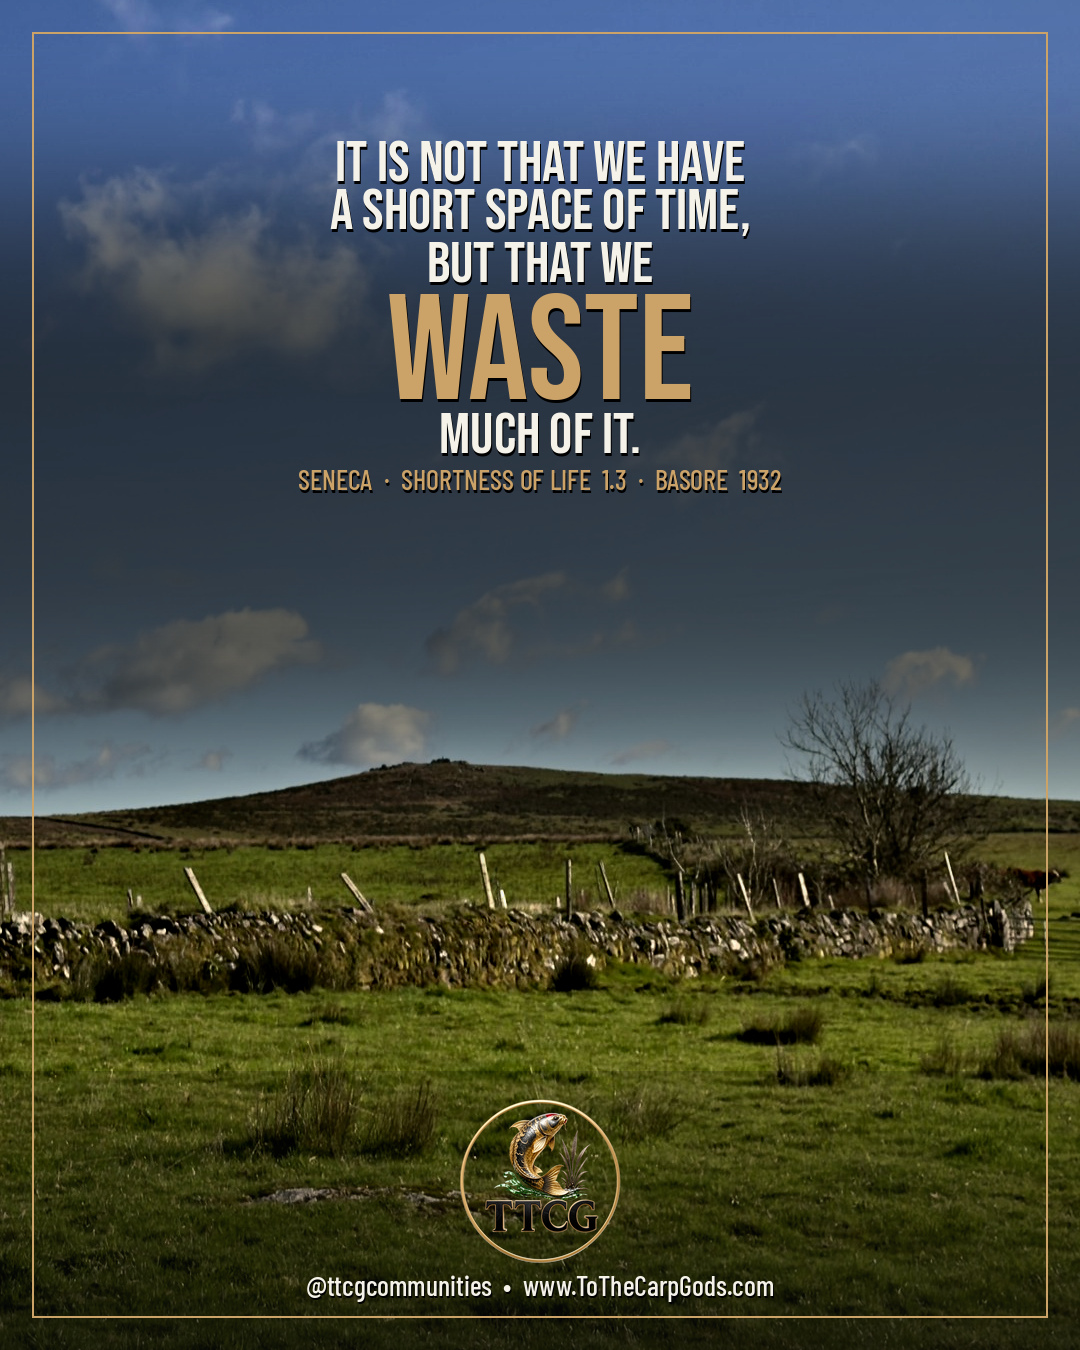 IT IS NOT THAT WE HAVE
A SHORT SPACE OF TIME,
BUT THAT WE
WASTE
MUCH OF IT.
SENECA · SHORTNESS OF LIFE 1.3 · BASORE 1932
TTCG
@ttcgcommunities • www.ToTheCarpGods.com